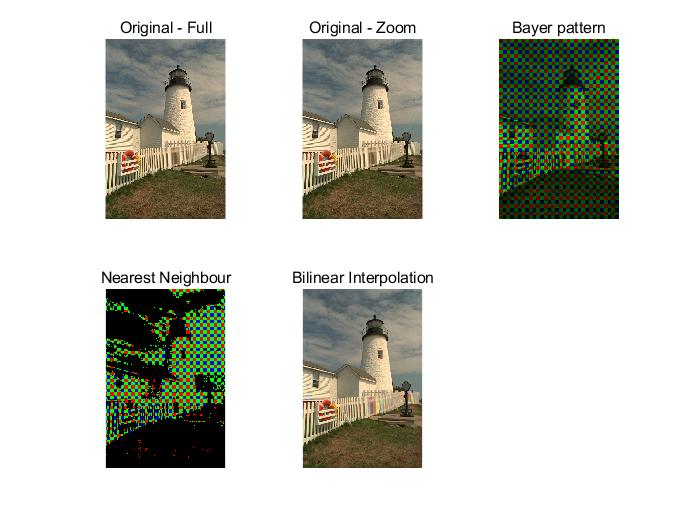 Original - Full
Original - Zoom
Bayer pattern
Nearest Neighbour
Bilinear Interpolation